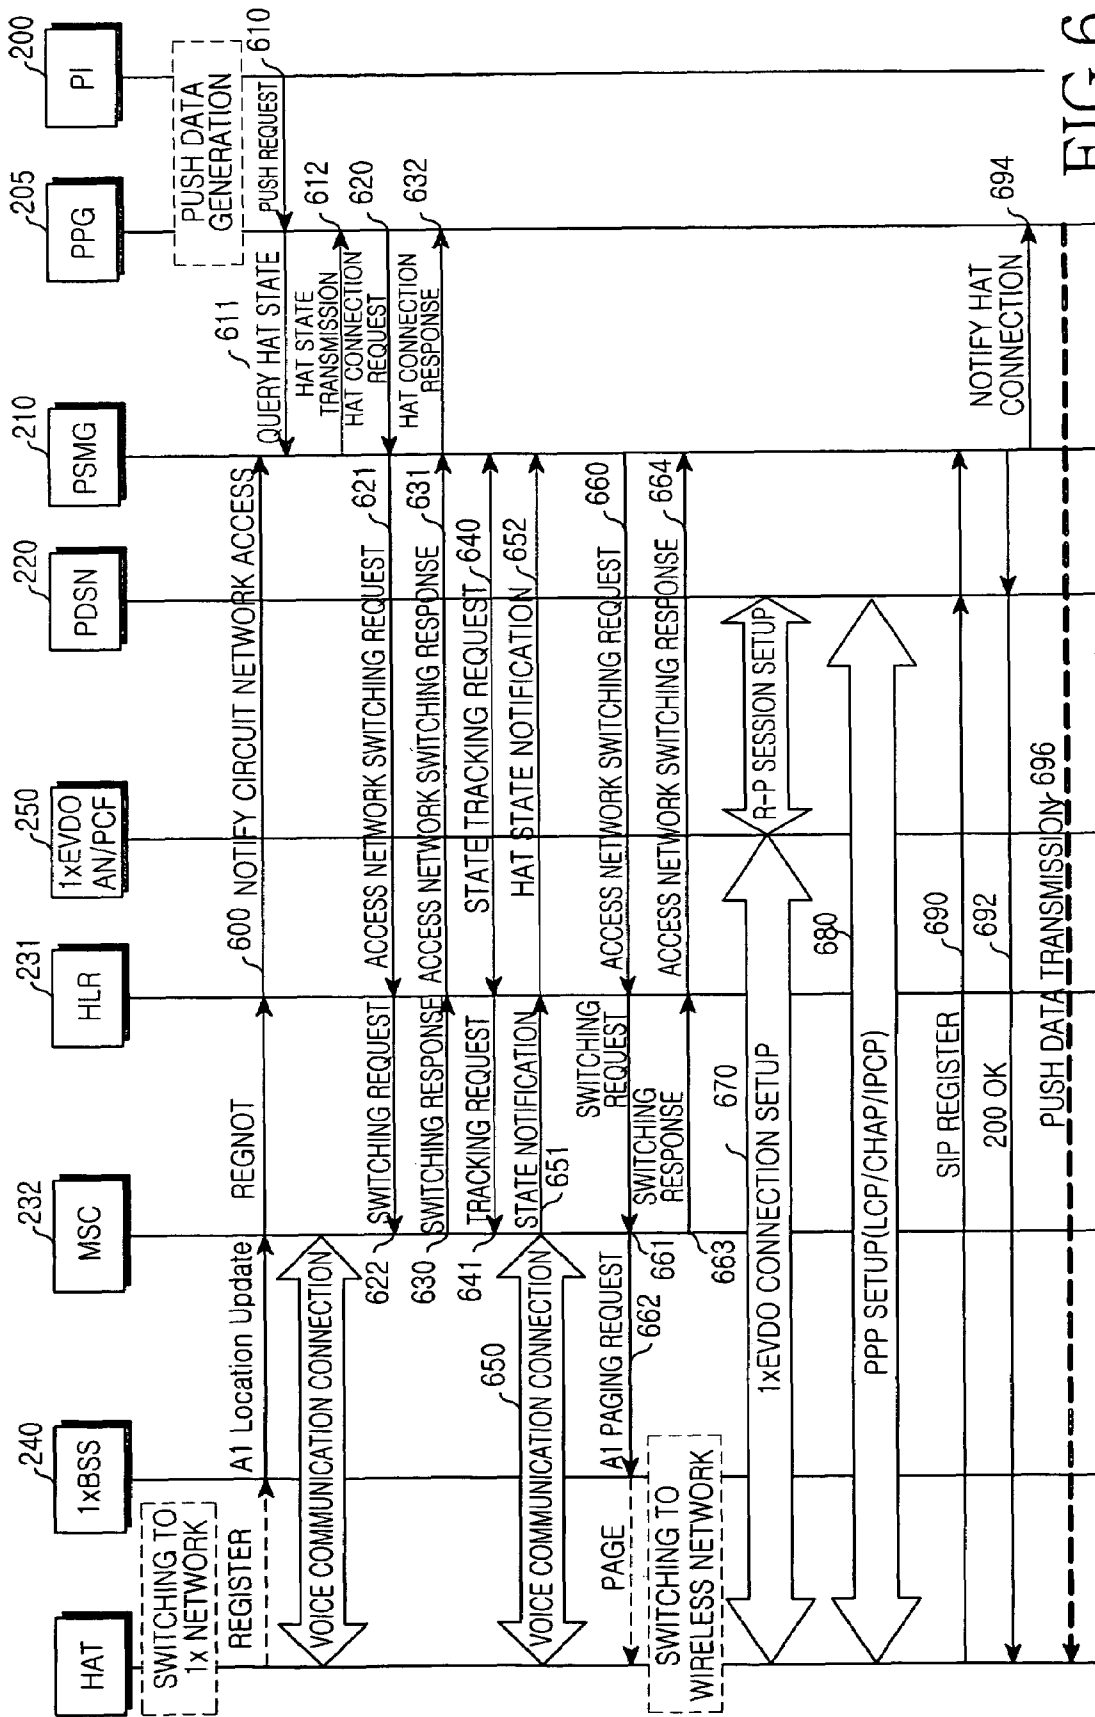 HAT
1xBSS
240
MSC
232
HLR
231
1xEVDO
AN/PCF
250
PDSN
220
PSMG
210
PPG
205
PI
200
SWITCHING TO
1x NETWORK
PUSH DATA
GENERATION
REGISTER
A1 Location Update
REGNOT
600 NOTIFY CIRCUIT NETWORK ACCESS
PUSH REQUEST
610
QUERY HAT STATE
611
VOICE COMMUNICATION CONNECTION
HAT STATE
TRANSMISSION
612
HAT CONNECTION
REQUEST
620
SWITCHING REQUEST
622
ACCESS NETWORK SWITCHING REQUEST
621
HAT CONNECTION
RESPONSE
632
SWITCHING RESPONSE
630
ACCESS NETWORK SWITCHING RESPONSE
631
TRACKING REQUEST
641
STATE TRACKING REQUEST
640
STATE NOTIFICATION
651
HAT STATE NOTIFICATION
652
VOICE COMMUNICATION CONNECTION
650
SWITCHING
REQUEST
661
ACCESS NETWORK SWITCHING REQUEST
660
A1 PAGING REQUEST
662
PAGE
SWITCHING
RESPONSE
663
ACCESS NETWORK SWITCHING RESPONSE
664
SWITCHING TO
WIRELESS NETWORK
1xEVDO CONNECTION SETUP
670
R-P SESSION SETUP
PPP SETUP(LCP/CHAP/IPCP)
680
SIP REGISTER
690
200 OK
692
NOTIFY HAT
CONNECTION
694
PUSH DATA TRANSMISSION
696
FIG.6